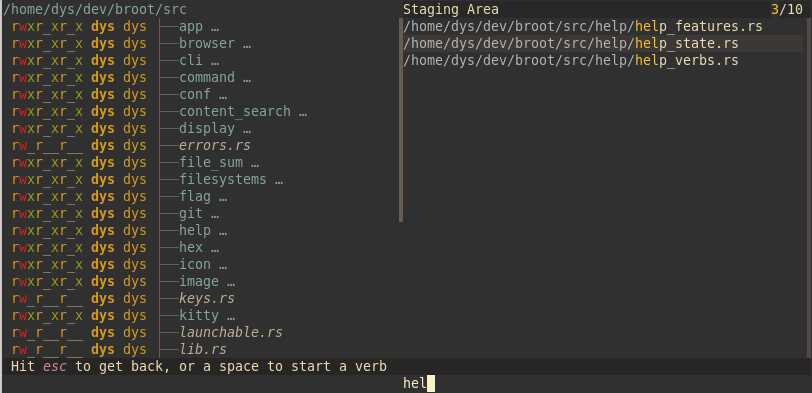 /home/dys/dev/broot/src
rwxr_xr_x dys dys ├──app …
rwxr_xr_x dys dys ├──browser …
rwxr_xr_x dys dys ├──cli …
rwxr_xr_x dys dys ├──command …
rwxr_xr_x dys dys ├──conf …
rwxr_xr_x dys dys ├──content_search …
rwxr_xr_x dys dys ├──display …
rw_r__r__ dys dys ├──errors.rs
rwxr_xr_x dys dys ├──file_sum …
rwxr_xr_x dys dys ├──filesystems …
rwxr_xr_x dys dys ├──flag …
rwxr_xr_x dys dys ├──git …
rwxr_xr_x dys dys ├──help …
rwxr_xr_x dys dys ├──hex …
rwxr_xr_x dys dys ├──icon …
rwxr_xr_x dys dys ├──image …
rw_r__r__ dys dys ├──keys.rs
rwxr_xr_x dys dys ├──kitty …
rw_r__r__ dys dys ├──launchable.rs
rw_r__r__ dys dys ├──lib.rs
Staging Area 3/10
/home/dys/dev/broot/src/help/help_features.rs
/home/dys/dev/broot/src/help/help_state.rs
/home/dys/dev/broot/src/help/help_verbs.rs
Hit esc to get back, or a space to start a verb
hel